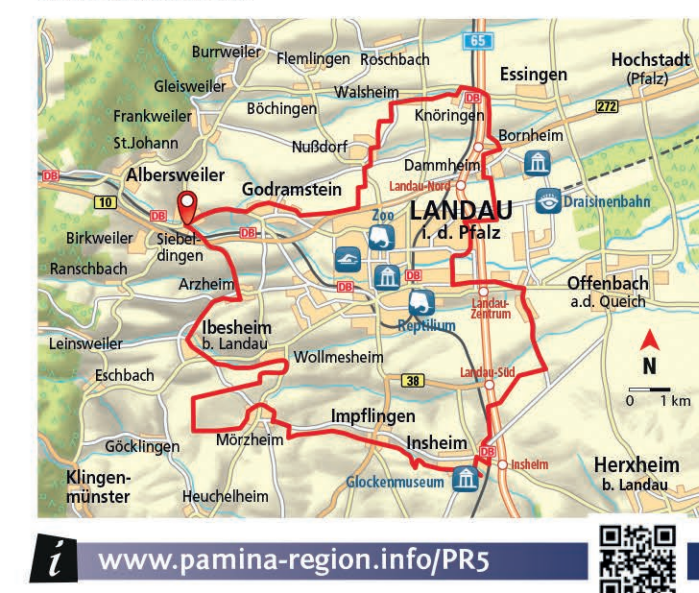 65
Burrweiler
Flemlingen
Roschbach
Hochstadt
(Pfalz)
Essingen
Gleisweiler
Walsheim
DB
Böchingen
Knöringen
272
Frankweiler
Bornheim
St.Johann
Nußdorf
Dammheim
Albersweiler
DB
Landau-Nord
Godramstein
10
Draisinenbahn
DB
Zoo
LANDAU
i. d. Pfalz
Birkweiler
Siebel-
dingen
DB
Ranschbach
Arzheim
DB
DB
Offenbach
a.d. Queich
Landau-
Zentrum
Reptilium
Ibesheim
b. Landau
Leinsweiler
Wollmesheim
N
Eschbach
38
Landau-Süd
0 1 km
Impflingen
Mörzheim
Insheim
Göcklingen
DB
Insheim
Herxheim
b. Landau
Klingen-
münster
Glockenmuseum
Heuchelheim
i www.pamina-region.info/PR5